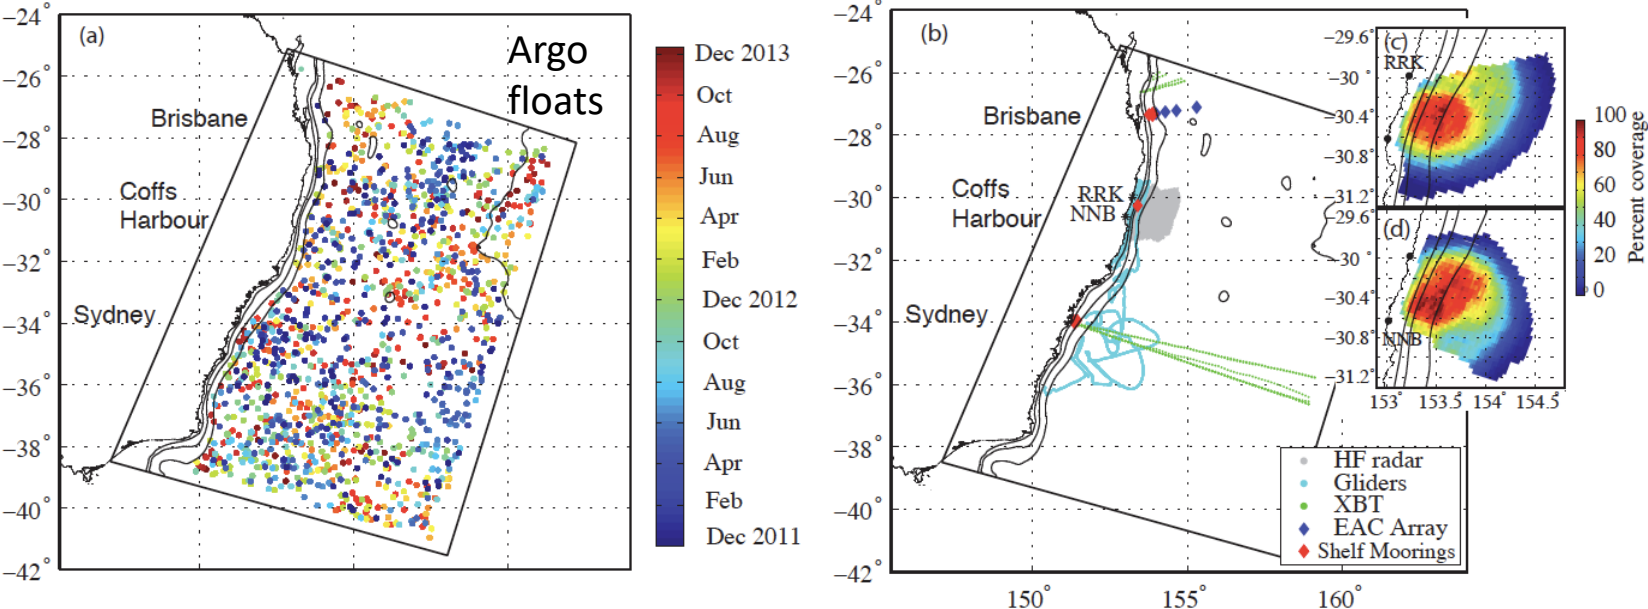 (a)
Argo
floats
−24°
−26°
−28°
−30°
−32°
−34°
−36°
−38°
−40°
−42°
Brisbane
Coffs
Harbour
Sydney
Dec 2013
Oct
Aug
Jun
Apr
Feb
Dec 2012
Oct
Aug
Jun
Apr
Feb
Dec 2011
(b)
−24°
−26°
−28°
−30°
−32°
−34°
−36°
−38°
−40°
−42°
Brisbane
Coffs
Harbour
RRK
NNB
Sydney
150°
155°
160°
HF radar
Gliders
XBT
EAC Array
Shelf Moorings
(c)
RRK
−29.6°
−30°
−30.4°
−30.8°
−31.2°
(d)
NNB
−29.6°
−30°
−30.4°
−30.8°
−31.2°
153°
153.5°
154°
154.5°
100
80
60
40
20
0
Percent coverage